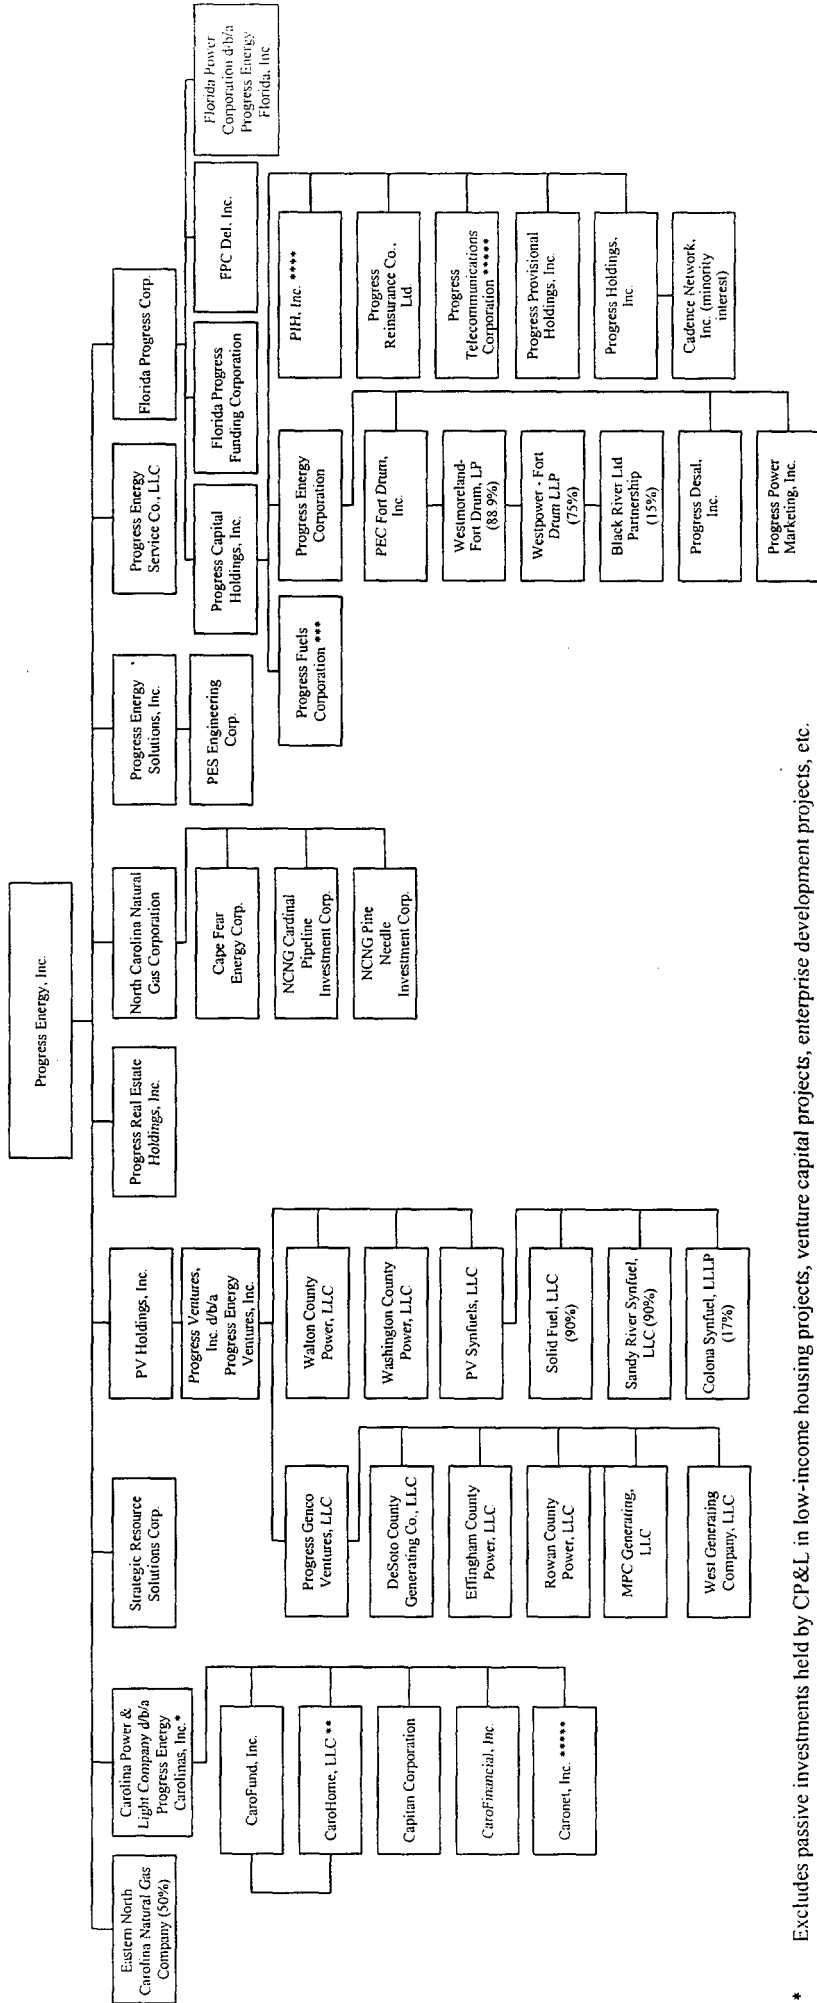 Progress Energy, Inc.
Eastern North
Carolina Natural Gas
Company (50%)
Carolina Power &
Light Company d/b/a
Progress Energy
Carolinas, Inc.*
Strategic Resource
Solutions Corp.
PV Holdings, Inc.
Progress Real Estate
Holdings, Inc.
North Carolina Natural
Gas Corporation
Progress Energy
Solutions, Inc.
Progress Energy
Service Co., LLC
Florida Progress Corp.
CaroFund, Inc.
CaroHome, LLC **
Capitan Corporation
CaroFinancial, Inc.
Caronet, Inc. *****
Progress Ventures,
Inc. d/b/a
Progress Energy
Ventures, Inc.
Progress Genco
Ventures, LLC
DeSoto County
Generating Co., LLC
Effingham County
Power, LLC
Rowan County
Power, LLC
MPC Generating,
LLC
West Generating
Company, LLC
Walton County
Power, LLC
Washington County
Power, LLC
PV Synfuels, LLC
Solid Fuel, LLC
(90%)
Sandy River Synfuel,
LLC (90%)
Colona Synfuel, LLLP
(17%)
Cape Fear
Energy Corp.
NCNG Cardinal
Pipeline
Investment Corp.
NCNG Pine
Needle
Investment Corp.
PES Engineering
Corp.
Progress Capital
Holdings, Inc.
Florida Progress
Funding Corporation
FPC Del, Inc.
Florida Power
Corporation d/b/a
Progress Energy
Florida, Inc.
Progress Fuels
Corporation ***
Progress Energy
Corporation
PEC Fort Drum,
Inc.
Westmoreland-
Fort Drum, LP
(88.9%)
Westpower - Fort
Drum LLP
(75%)
Black River Ltd
Partnership
(15%)
Progress Desal,
Inc.
Progress Power
Marketing, Inc.
PIH, Inc. ****
Progress
Reinsurance Co.,
Ltd.
Progress
Telecommunications
Corporation *****
Progress Provisional
Holdings, Inc.
Progress Holdings,
Inc.
Cadence Network,
Inc. (minority
interest)
* Excludes passive investments held by CP&L in low-income housing projects, venture capital projects, enterprise development projects, etc.